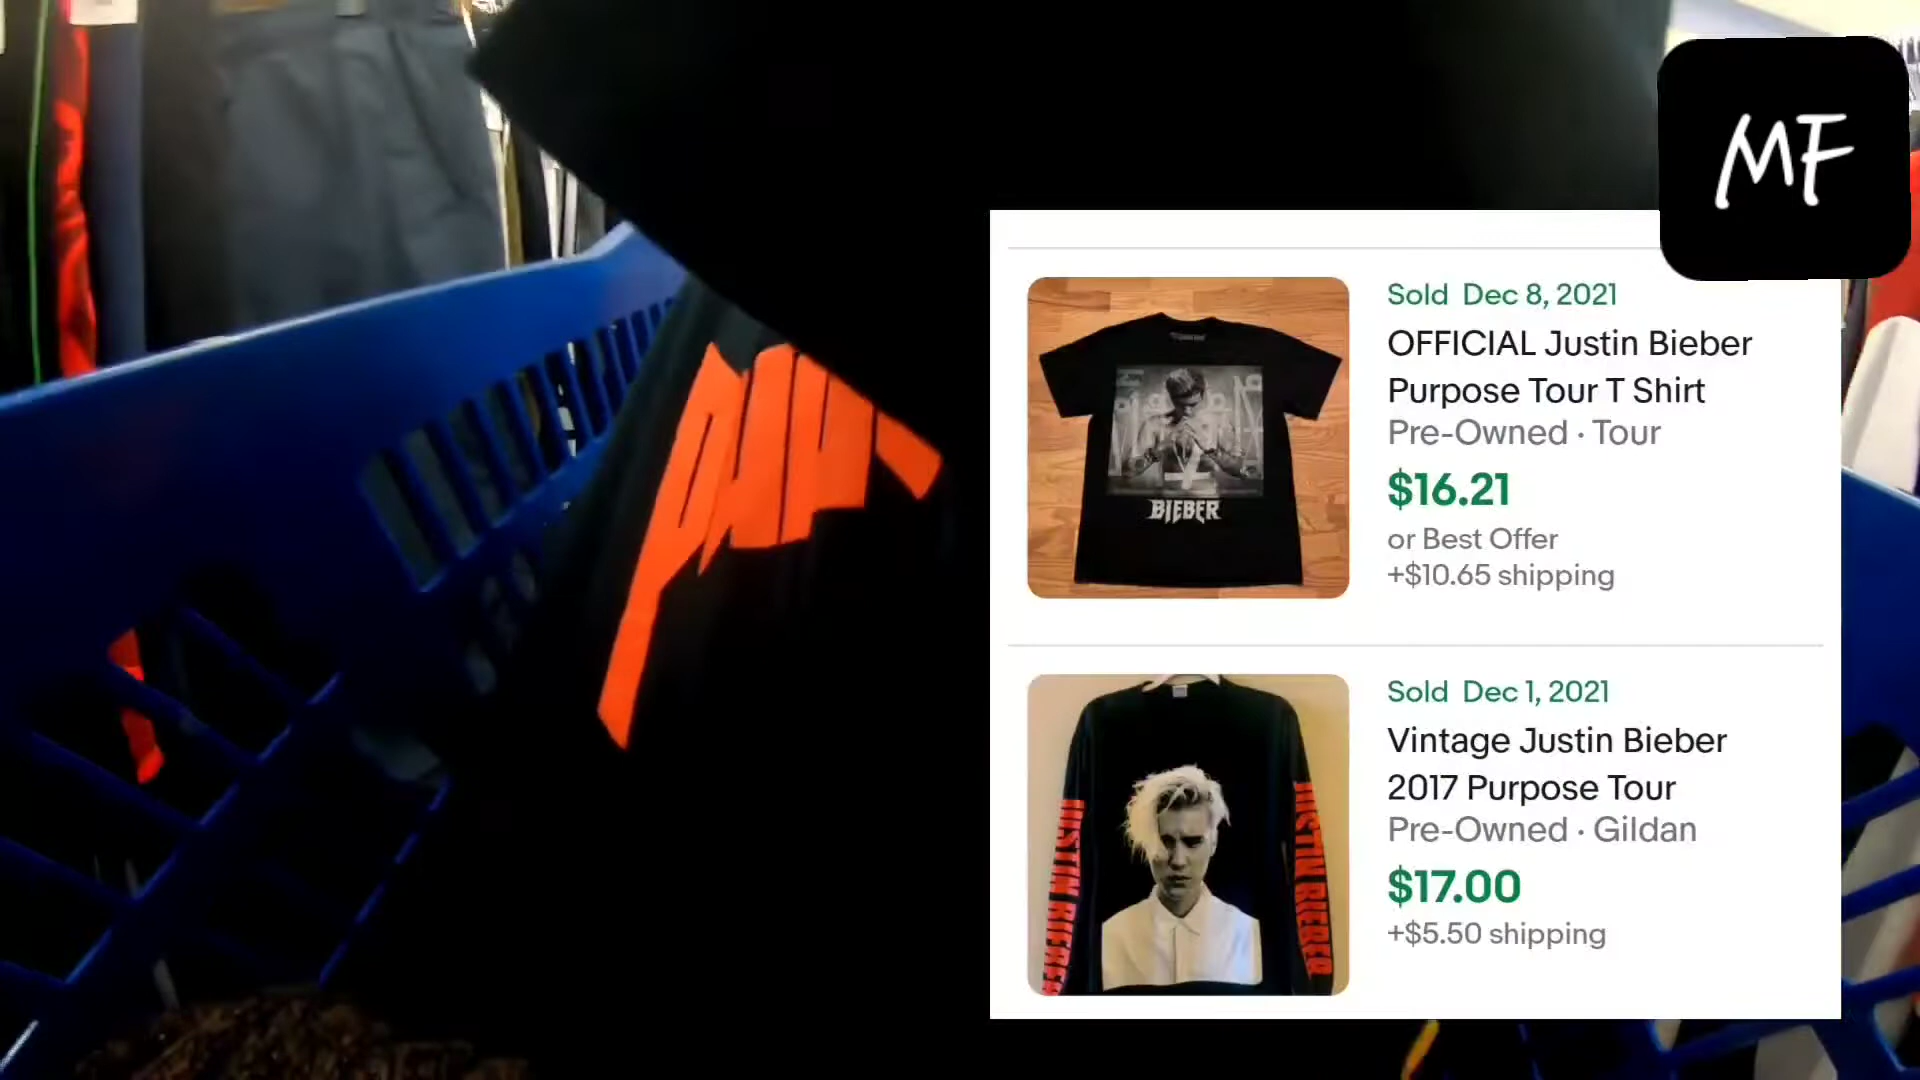 MF
Sold Dec 8, 2021
OFFICIAL Justin Bieber
Purpose Tour T Shirt
Pre-Owned · Tour
$16.21
or Best Offer
+$10.65 shipping
BIEBER
Sold Dec 1, 2021
Vintage Justin Bieber
2017 Purpose Tour
Pre-Owned · Gildan
$17.00
+$5.50 shipping
JUSTIN BIEBER
JUSTIN BIEBER